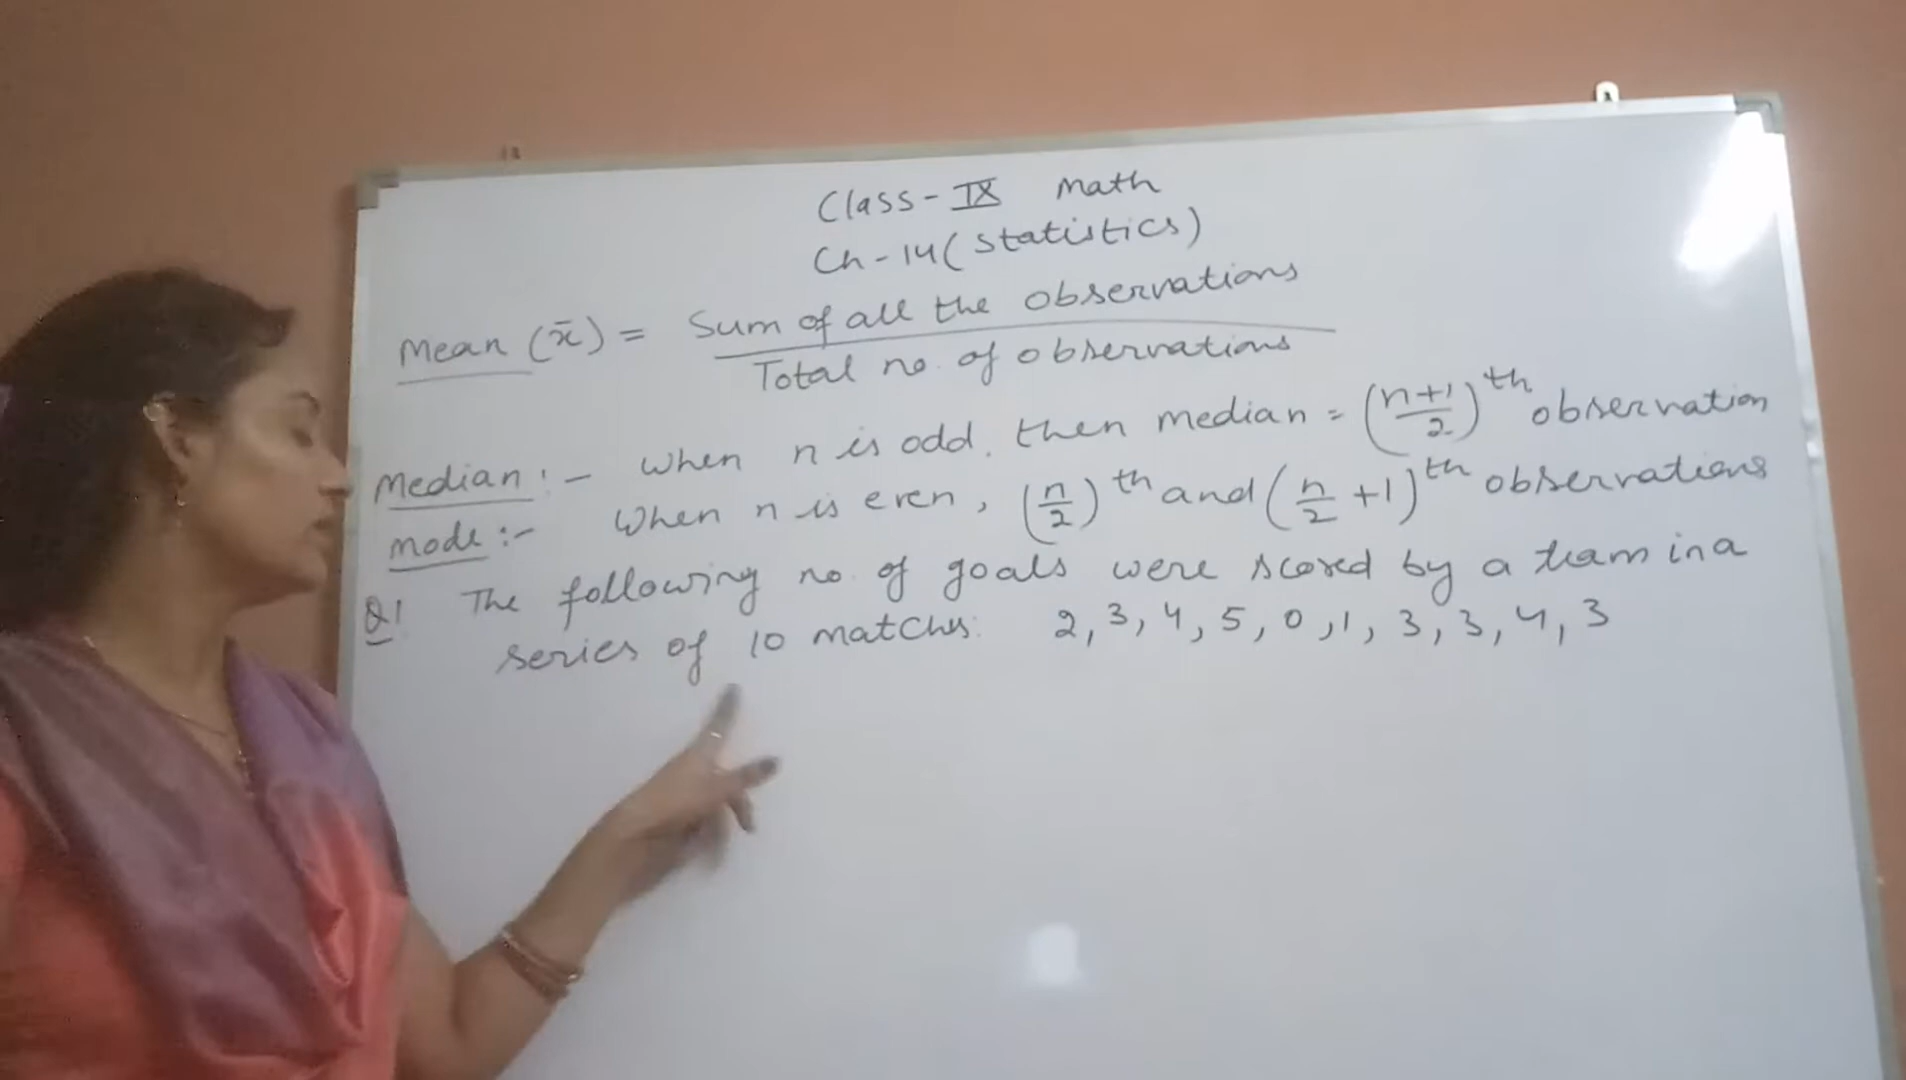 Class - IX Math
Ch - 14 ( Statistics )
Mean (x̄) = Sum of all the observations
Total no. of observations
Median :- When n is odd, then median = (n+1/2)th observation
When n is even, (n/2)th and (n/2 +1)th observations
Mode :-
Q1. The following no. of goals were scored by a team in a
series of 10 matches: 2, 3, 4, 5, 0, 1, 3, 3, 4, 3